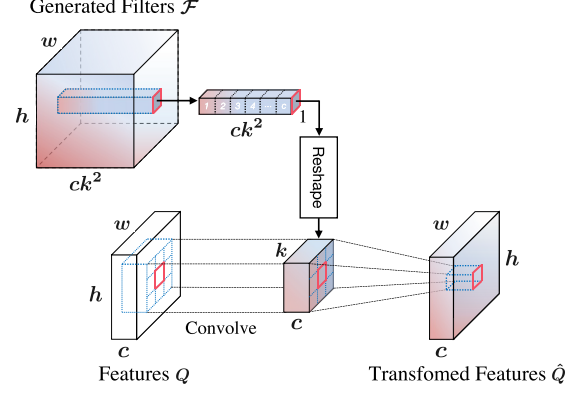 Generated Filters 𝓕
w
h
ck²
1 2 3 4 ... c
ck²
1
Reshape
w
h
c
Features Q
Convolve
k
c
w
h
c
Transfomed Features Q̂